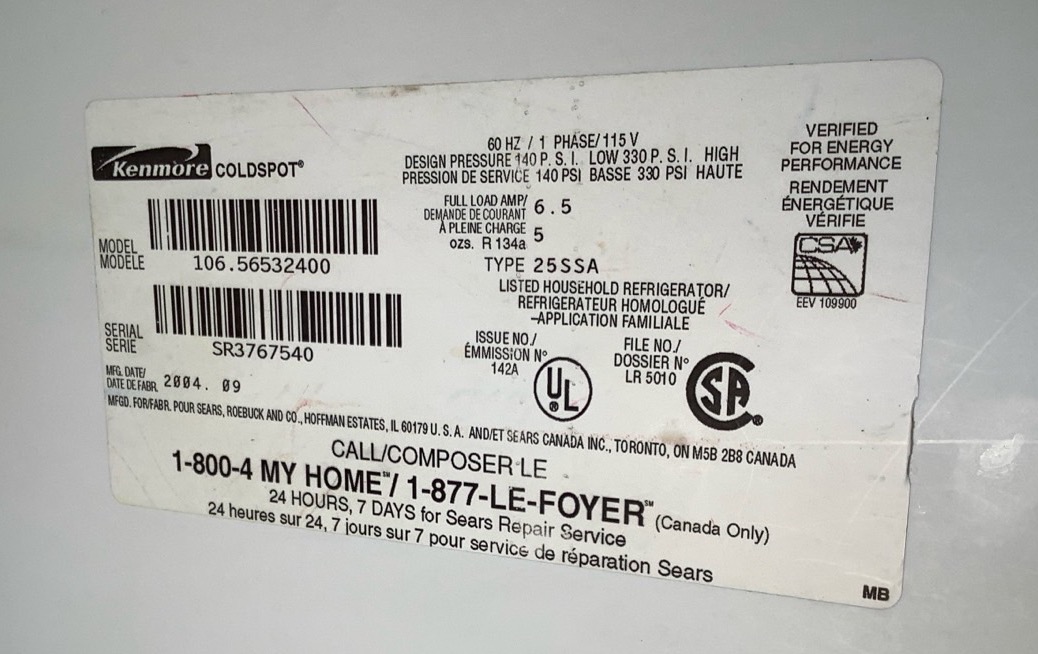 Kenmore COLDSPOT®
MODEL
MODÈLE
106.56532400
SERIAL
SERIE
SR3767540
MFG. DATE/
DATE DE FABR. 2004. 09
60 HZ / 1 PHASE/ 115 V
DESIGN PRESSURE 140 P. S. I. LOW 330 P. S. I. HIGH
PRESSION DE SERVICE 140 PSI BASSE 330 PSI HAUTE
FULL LOAD AMP/
DEMANDE DE COURANT
À PLEINE CHARGE
6.5
ozs. R 134a 5
TYPE 25SSA
LISTED HOUSEHOLD REFRIGERATOR/
REFRIGERATEUR HOMOLOGUÉ
-APPLICATION FAMILIALE
ISSUE NO./
ÉMMISSION N°
142A
UL
®
FILE NO./
DOSSIER N°
LR 5010
SA®
VERIFIED
FOR ENERGY
PERFORMANCE
RENDEMENT
ÉNERGÉTIQUE
VÉRIFIÉ
CSA
EEV 109900
MFGD. FOR/FABR. POUR SEARS, ROEBUCK AND CO., HOFFMAN ESTATES, IL 60179 U. S. A. AND/ET SEARS CANADA INC., TORONTO, ON M5B 2B8 CANADA
CALL/COMPOSER LE
1-800-4 MY HOME℠/ 1-877-LE-FOYER℠ (Canada Only)
24 HOURS, 7 DAYS for Sears Repair Service
24 heures sur 24, 7 jours sur 7 pour service de réparation Sears
MB